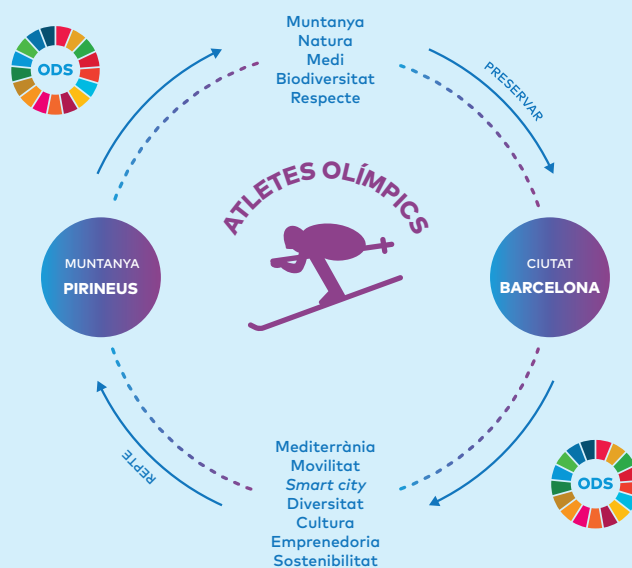 Muntanya
Natura
Medi
Biodiversitat
Respecte
ODS
PRESERVAR
ATLETES OLÍMPICS
MUNTANYA
PIRINEUS
CIUTAT
BARCELONA
REPTE
Mediterrània
Movilitat
Smart city
Diversitat
Cultura
Emprenedoria
Sostenibilitat
ODS